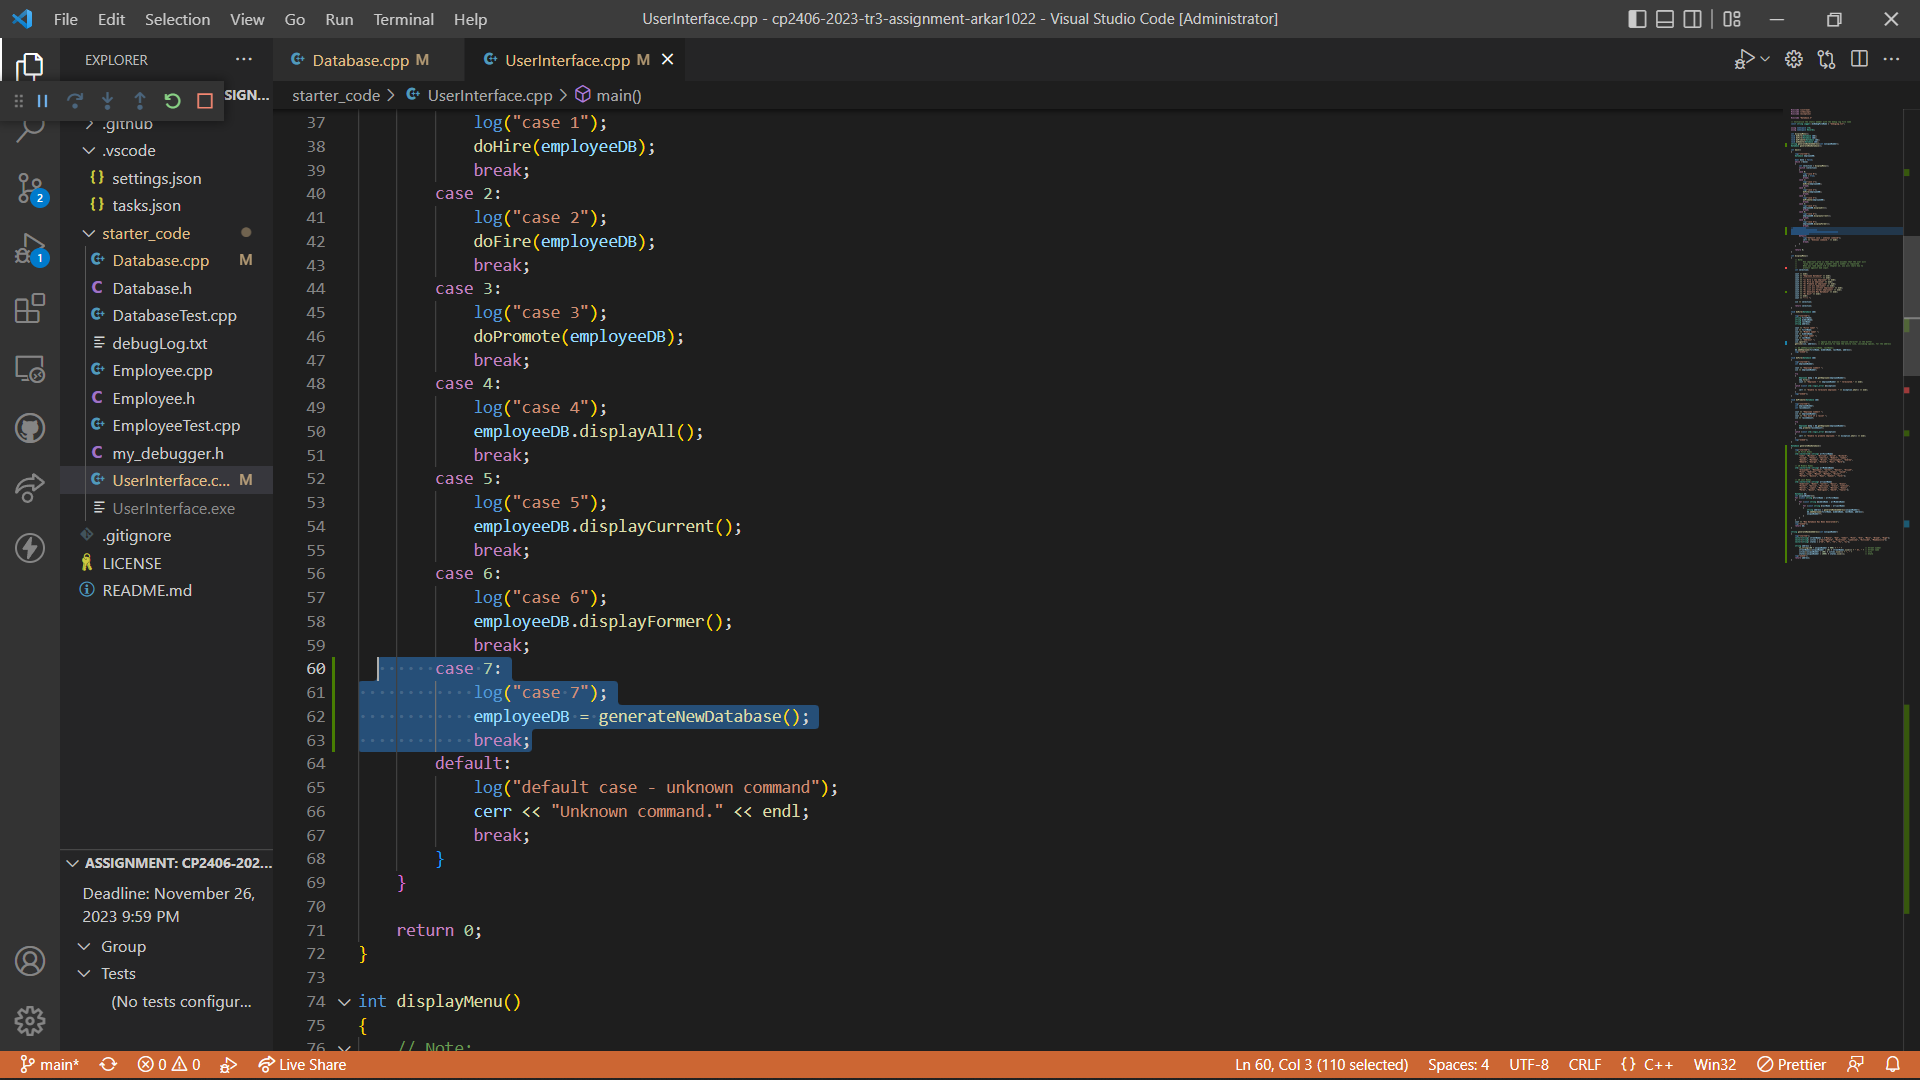 File Edit Selection View Go Run Terminal Help
UserInterface.cpp - cp2406-2023-tr3-assignment-arkar1022 - Visual Studio Code [Administrator]
EXPLORER
Database.cpp M
UserInterface.cpp M
SIGN...
starter_code > UserInterface.cpp > main()
.github
.vscode
settings.json
tasks.json
starter_code
Database.cpp M
Database.h
DatabaseTest.cpp
debugLog.txt
Employee.cpp
Employee.h
EmployeeTest.cpp
my_debugger.h
UserInterface.c... M
UserInterface.exe
.gitignore
LICENSE
README.md
2
1
ASSIGNMENT: CP2406-202...
Deadline: November 26,
2023 9:59 PM
Group
Tests
(No tests configur...
37 log("case 1");
38 doHire(employeeDB);
39 break;
40 case 2:
41 log("case 2");
42 doFire(employeeDB);
43 break;
44 case 3:
45 log("case 3");
46 doPromote(employeeDB);
47 break;
48 case 4:
49 log("case 4");
50 employeeDB.displayAll();
51 break;
52 case 5:
53 log("case 5");
54 employeeDB.displayCurrent();
55 break;
56 case 6:
57 log("case 6");
58 employeeDB.displayFormer();
59 break;
60 case 7:
61 log("case 7");
62 employeeDB = generateNewDatabase();
63 break;
64 default:
65 log("default case - unknown command");
66 cerr << "Unknown command." << endl;
67 break;
68 }
69 }
70
71 return 0;
72 }
73
74 int displayMenu()
75 {
76 // Note:
main* 0 0 Live Share
Ln 60, Col 3 (110 selected) Spaces: 4 UTF-8 CRLF {} C++ Win32 Prettier